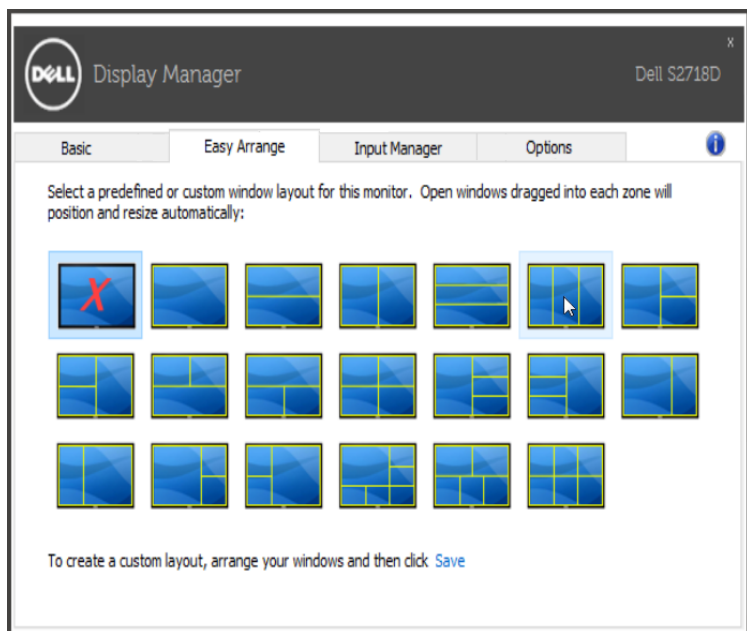 x
DELL Display Manager Dell S2718D
Basic Easy Arrange Input Manager Options
Select a predefined or custom window layout for this monitor. Open windows dragged into each zone will
position and resize automatically:
X
To create a custom layout, arrange your windows and then click Save